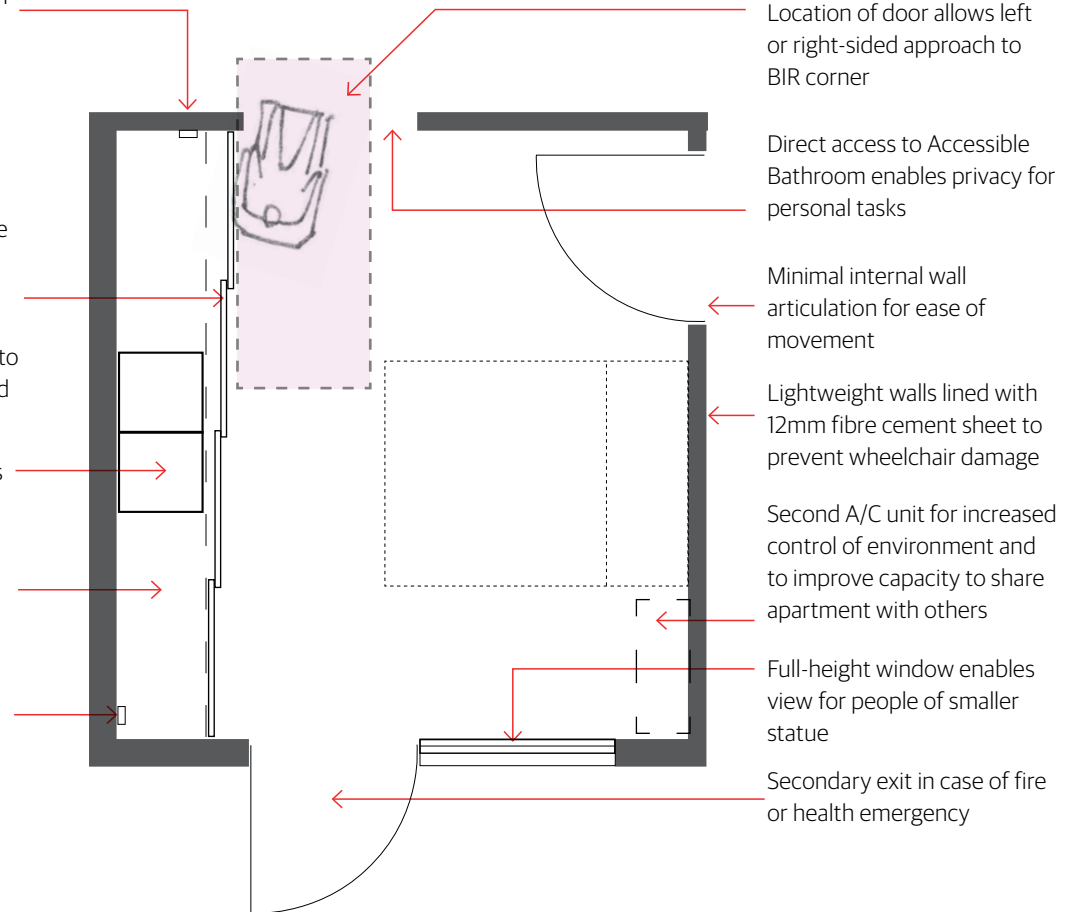 Location of door allows left
or right-sided approach to
BIR corner
Direct access to Accessible
Bathroom enables privacy for
personal tasks
Minimal internal wall
articulation for ease of
movement
Lightweight walls lined with
12mm fibre cement sheet to
prevent wheelchair damage
Second A/C unit for increased
control of environment and
to improve capacity to share
apartment with others
Full-height window enables
view for people of smaller
statue
Secondary exit in case of fire
or health emergency
to